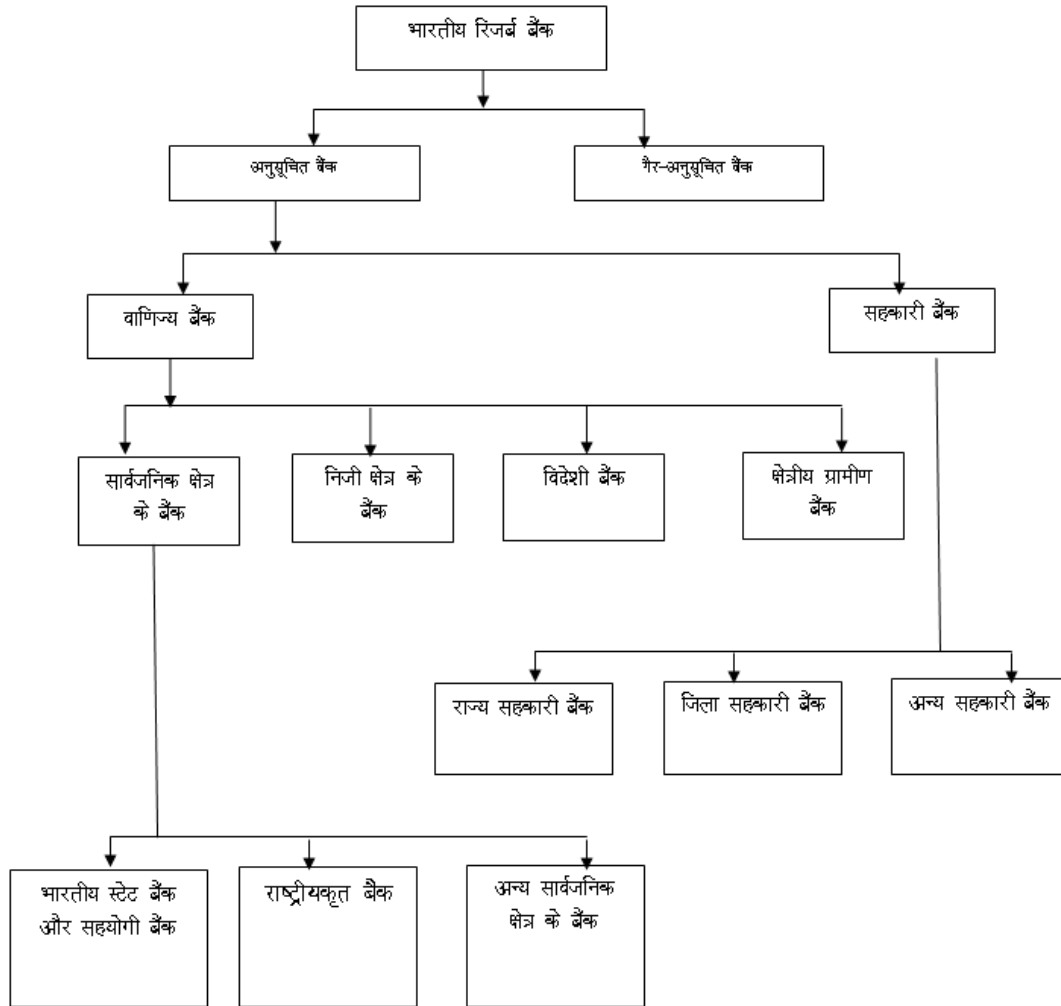 भारतीय रिजर्ब बैंक
अनुसूचित बैंक
गैर-अनुसूचित बैंक
वाणिज्य बैंक
सहकारी बैंक
सार्वजनिक क्षेत्र
के बैंक
निजी क्षेत्र के
बैंक
विदेशी बैंक
क्षेत्रीय ग्रामीण
बैंक
राज्य सहकारी बैंक
जिला सहकारी बैंक
अन्य सहकारी बैंक
भारतीय स्टेट बैंक
और सहयोगी बैंक
राष्ट्रीयकृत बैैंक
अन्य सार्वजनिक
क्षेत्र के बैंक